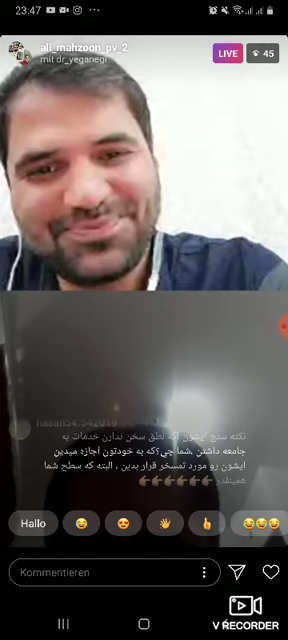 23:47
ali_mahzoon_pv_2
mit dr_yeganegi
LIVE
45
hasan54.542019
نکته سنج ایشون اگه نطق سخن ندارن خدمات به
جامعه داشتن ،شما چی؟که به خودتون اجازه میدین
ایشون رو مورد تمسخر قرار بدین ، البته که سطح شما
همینقدر
Hallo
Kommentieren
V RECORDER